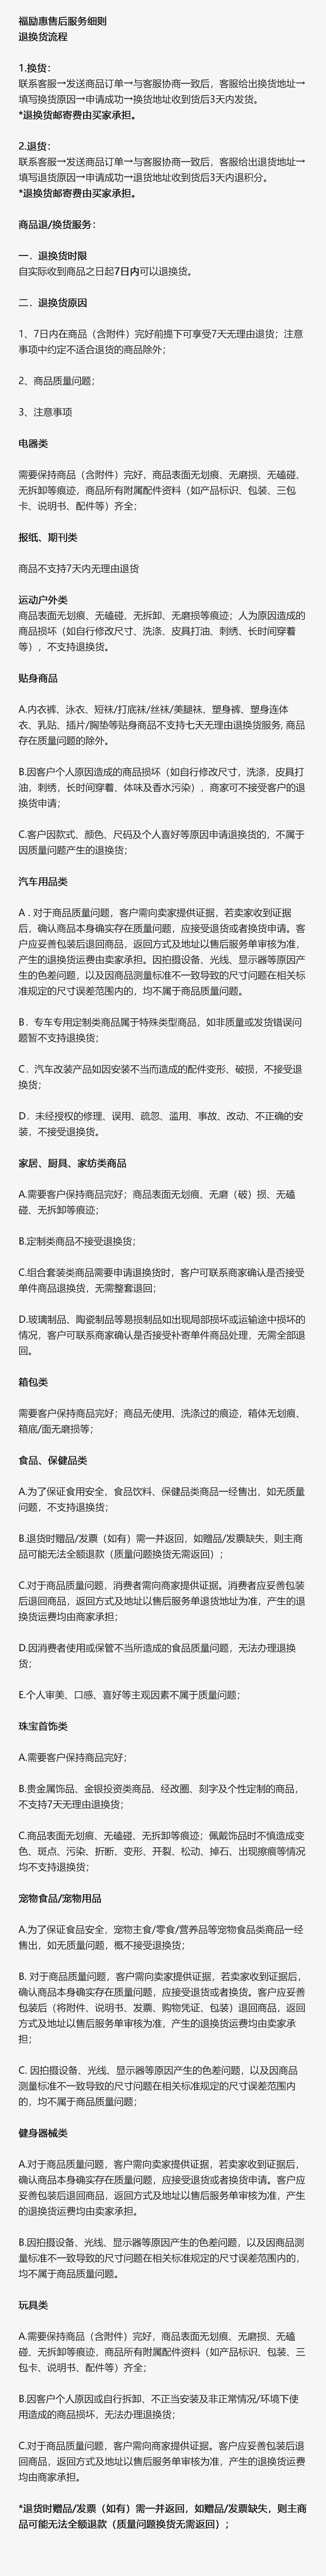 福励惠售后服务细则
退换货流程
1.换货：
联系客服→发送商品订单→与客服协商一致后，客服给出换货地址→
填写换货原因→申请成功→换货地址收到货后3天内发货。
*退换货邮寄费由买家承担。
2.退货：
联系客服→发送商品订单→与客服协商一致后，客服给出退货地址→
填写退货原因→申请成功→退货地址收到货后3天内退积分。
*退换货邮寄费由买家承担。
商品退/换货服务：
一．退换货时限
自实际收到商品之日起7日内可以退换货。
二．退换货原因
1、7日内在商品（含附件）完好前提下可享受7天无理由退货；注意
事项中约定不适合退货的商品除外；
2、商品质量问题；
3、注意事项
电器类
需要保持商品（含附件）完好，商品表面无划痕、无磨损、无磕碰、
无拆卸等痕迹，商品所有附属配件资料（如产品标识、包装、三包
卡、说明书、配件等）齐全；
报纸、期刊类
商品不支持7天内无理由退货
运动户外类
商品表面无划痕、无磕碰、无拆卸、无磨损等痕迹；人为原因造成的
商品损坏（如自行修改尺寸、洗涤、皮具打油、刺绣、长时间穿着
等），不支持退换货。
贴身商品
A.内衣裤、泳衣、短袜/打底袜/丝袜/美腿袜、塑身裤、塑身连体
衣、乳贴、插片/胸垫等贴身商品不支持七天无理由退换货服务, 商品
存在质量问题的除外。
B.因客户个人原因造成的商品损坏（如自行修改尺寸，洗涤，皮具打
油，刺绣，长时间穿着、体味及香水污染），商家可不接受客户的退
换货申请；
C.客户因款式、颜色、尺码及个人喜好等原因申请退换货的，不属于
因质量问题产生的退换货；
汽车用品类
A . 对于商品质量问题，客户需向卖家提供证据，若卖家收到证据
后，确认商品本身确实存在质量问题，应接受退货或者换货申请。客
户应妥善包装后退回商品，返回方式及地址以售后服务单审核为准，
产生的退换货运费由卖家承担。因拍摄设备、光线、显示器等原因产
生的色差问题，以及因商品测量标准不一致导致的尺寸问题在相关标
准规定的尺寸误差范围内的，均不属于商品质量问题。
B．专车专用定制类商品属于特殊类型商品，如非质量或发货错误问
题暂不支持退换货；
C．汽车改装产品如因安装不当而造成的配件变形、破损，不接受退
换货；
D．未经授权的修理、误用、疏忽、滥用、事故、改动、不正确的安
装，不接受退换货。
家居、厨具、家纺类商品
A.需要客户保持商品完好；商品表面无划痕、无磨（破）损、无磕
碰、无拆卸等痕迹；
B.定制类商品不接受退换货；
C.组合套装类商品需要申请退换货时，客户可联系商家确认是否接受
单件商品退换货，无需整套退回；
D.玻璃制品、陶瓷制品等易损制品如出现局部损坏或运输途中损坏的
情况，客户可联系商家确认是否接受补寄单件商品处理，无需全部退
回。
箱包类
需要客户保持商品完好；商品无使用、洗涤过的痕迹，箱体无划痕、
箱底/面无磨损等；
食品、保健品类
A.为了保证食用安全，食品饮料、保健品类商品一经售出，如无质量
问题，不支持退换货；
B.退货时赠品/发票（如有）需一并返回，如赠品/发票缺失，则主商
品可能无法全额退款（质量问题换货无需返回）；
C.对于商品质量问题，消费者需向商家提供证据。消费者应妥善包装
后退回商品，返回方式及地址以售后服务单退货地址为准，产生的退
换货运费均由商家承担；
D.因消费者使用或保管不当所造成的食品质量问题，无法办理退换
货；
E.个人审美、口感、喜好等主观因素不属于质量问题；
珠宝首饰类
A.需要客户保持商品完好；
B.贵金属饰品、金银投资类商品、经改圈、刻字及个性定制的商品，
不支持7天无理由退换货；
C.商品表面无划痕、无磕碰、无拆卸等痕迹；佩戴饰品时不慎造成变
色、斑点、污染、折断、变形、开裂、松动、掉石、出现擦痕等情况
均不支持退换货；
宠物食品/宠物用品
A.为了保证食品安全，宠物主食/零食/营养品等宠物食品类商品一经
售出，如无质量问题，概不接受退换货；
B. 对于商品质量问题，客户需向卖家提供证据，若卖家收到证据后，
确认商品本身确实存在质量问题，应接受退货或者换货。客户应妥善
包装后（将附件、说明书、发票、购物凭证、包装）退回商品，返回
方式及地址以售后服务单审核为准，产生的退换货运费均由卖家承
担；
C. 因拍摄设备、光线、显示器等原因产生的色差问题，以及因商品
测量标准不一致导致的尺寸问题在相关标准规定的尺寸误差范围内
的，均不属于商品质量问题；
健身器械类
A.对于商品质量问题，客户需向卖家提供证据，若卖家收到证据后，
确认商品本身确实存在质量问题，应接受退货或者换货申请。客户应
妥善包装后退回商品，返回方式及地址以售后服务单审核为准，产生
的退换货运费均由卖家承担。
B.因拍摄设备、光线、显示器等原因产生的色差问题，以及因商品测
量标准不一致导致的尺寸问题在相关标准规定的尺寸误差范围内的，
均不属于商品质量问题。
玩具类
A.需要保持商品（含附件）完好，商品表面无划痕、无磨损、无磕
碰、无拆卸等痕迹，商品所有附属配件资料（如产品标识、包装、三
包卡、说明书、配件等）齐全；
B.因客户个人原因或自行拆卸、不正当安装及非正常情况/环境下使
用造成的商品损坏，无法办理退换货；
C.对于商品质量问题，客户需向商家提供证据。客户应妥善包装后退
回商品，返回方式及地址以售后服务单审核为准，产生的退换货运费
均由商家承担。
*退货时赠品/发票（如有）需一并返回，如赠品/发票缺失，则主商
品可能无法全额退款（质量问题换货无需返回）；